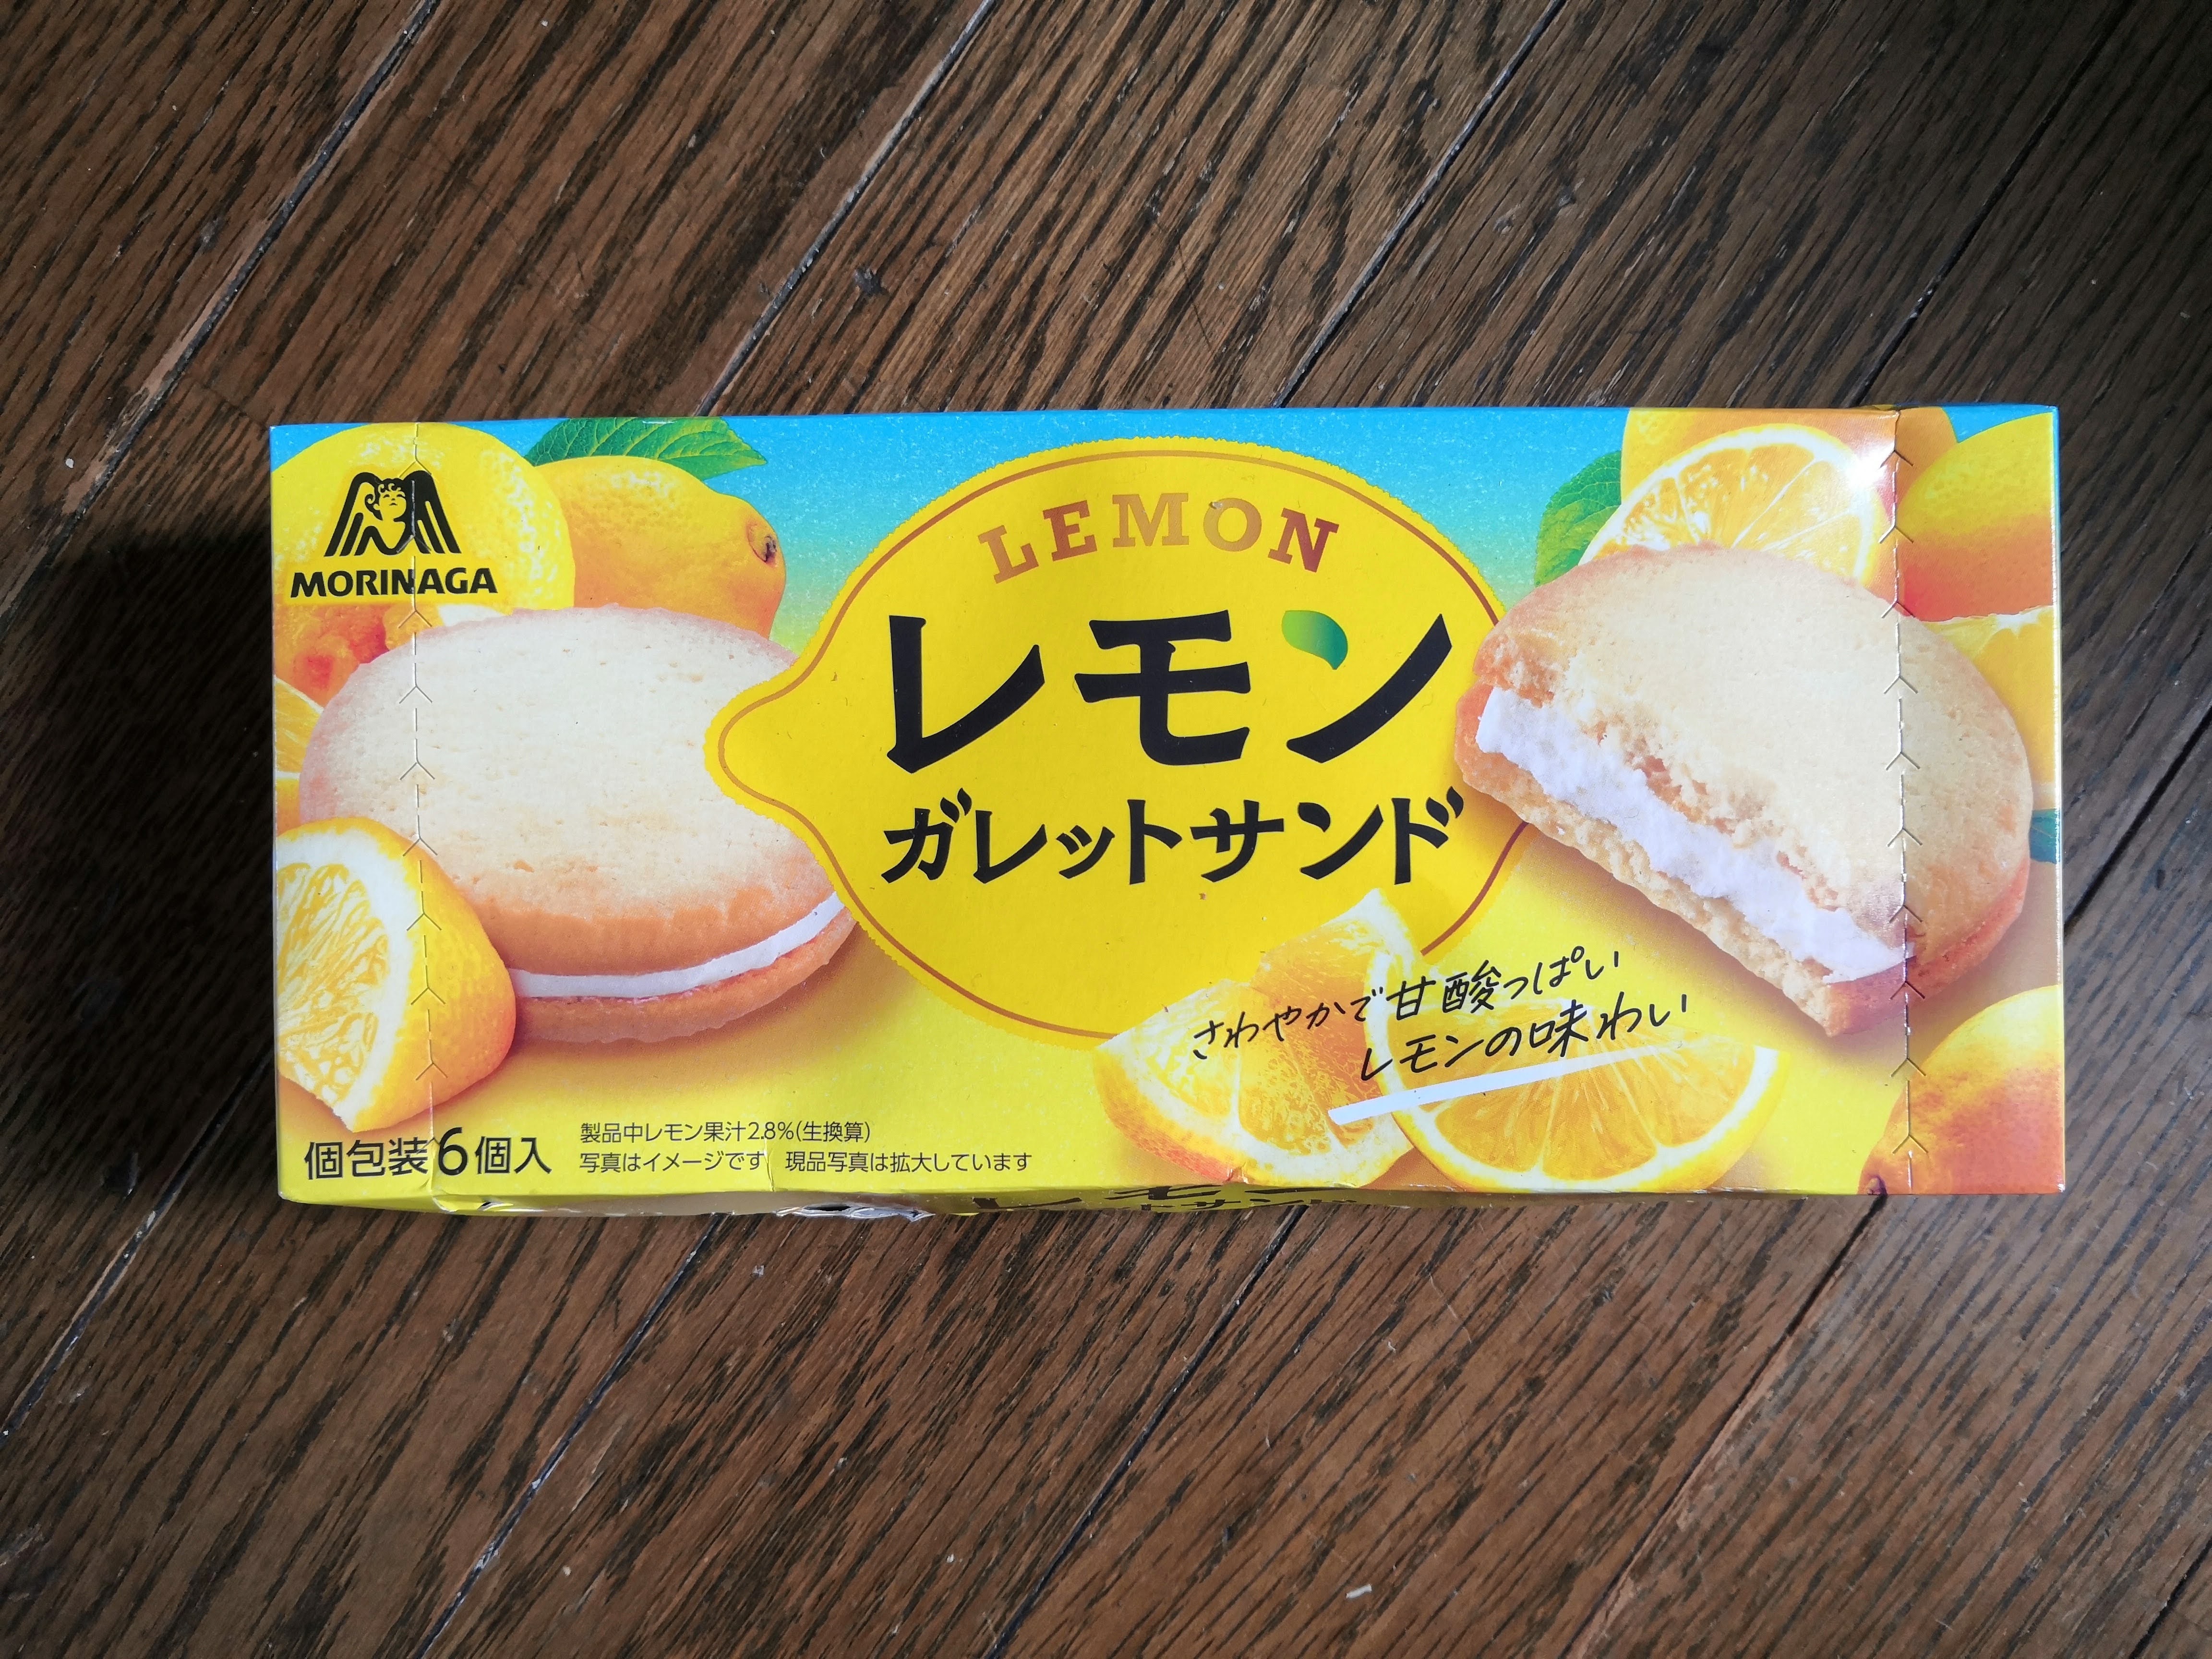 MORINAGA
LEMON
レモン
ガレットサンド
さわやかで甘酸っぱい
レモンの味わい
個包装6個入
製品中レモン果汁2.8%(生換算)
写真はイメージです 現品写真は拡大しています